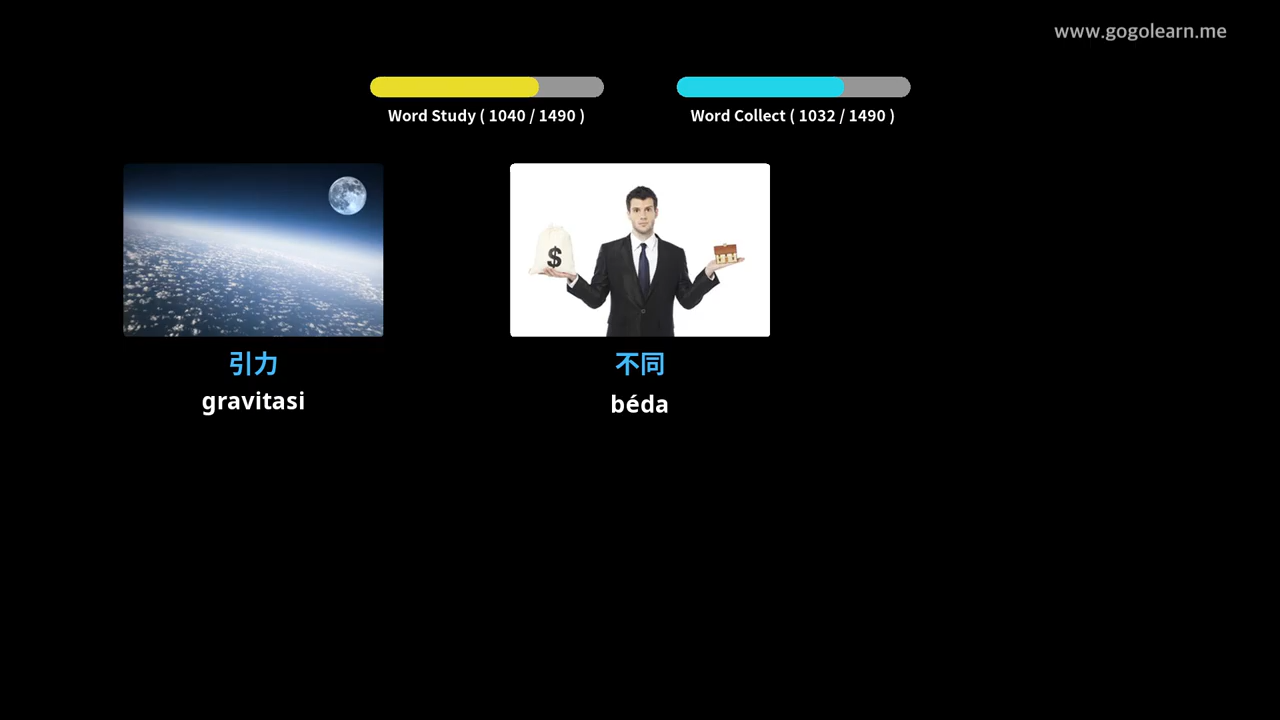 www.gogolearn.me
Word Study ( 1040 / 1490 )
Word Collect ( 1032 / 1490 )
$
引力
不同
gravitasi
béda